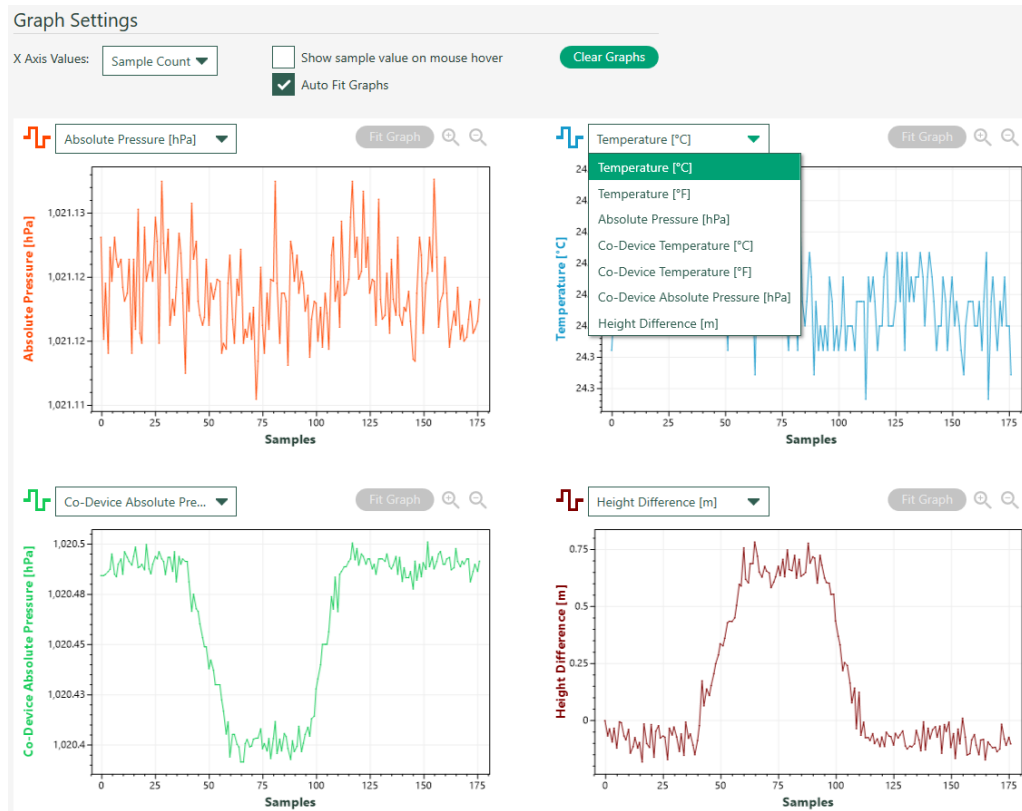 Graph Settings
X Axis Values:
Sample Count
Show sample value on mouse hover
Clear Graphs
Auto Fit Graphs
Absolute Pressure [hPa]
Fit Graph
Absolute Pressure [hPa]
1,021.13
1,021.12
1,021.12
1,021.11
0 25 50 75 100 125 150 175
Samples
Temperature [°C]
Fit Graph
Temperature [°C]
Temperature [°F]
Absolute Pressure [hPa]
Co-Device Temperature [°C]
Co-Device Temperature [°F]
Co-Device Absolute Pressure [hPa]
Height Difference [m]
Temperature [°C]
24.
24.
24.
24.
24.
24.3
24.3
0 25 50 75 100 125 150 175
Samples
Co-Device Absolute Pre...
Fit Graph
Co-Device Absolute Pressure [hPa]
1,020.5
1,020.48
1,020.45
1,020.43
1,020.4
0 25 50 75 100 125 150 175
Samples
Height Difference [m]
Fit Graph
Height Difference [m]
0.75
0.5
0.25
0
0 25 50 75 100 125 150 175
Samples